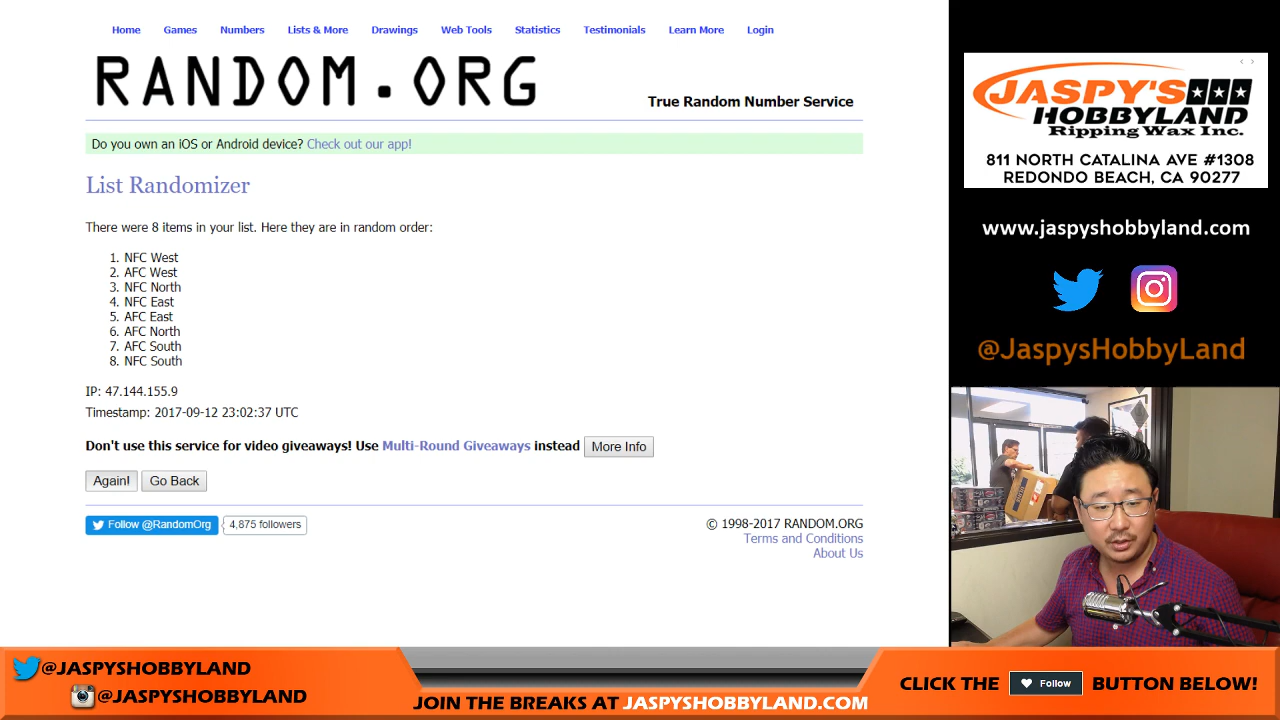 Home Games Numbers Lists & More Drawings Web Tools Statistics Testimonials Learn More Login
RANDOM.ORG
True Random Number Service
Do you own an iOS or Android device? Check out our app!
List Randomizer
There were 8 items in your list. Here they are in random order:
1. NFC West
2. AFC West
3. NFC North
4. NFC East
5. AFC East
6. AFC North
7. AFC South
8. NFC South
IP: 47.144.155.9
Timestamp: 2017-09-12 23:02:37 UTC
Don't use this service for video giveaways! Use Multi-Round Giveaways instead More Info
Again! Go Back
Follow @RandomOrg 4,875 followers
© 1998-2017 RANDOM.ORG
Terms and Conditions
About Us
JASPY'S
HOBBYLAND
Ripping Wax Inc.
811 NORTH CATALINA AVE #1308
REDONDO BEACH, CA 90277
www.jaspyshobbyland.com
@JaspysHobbyLand
@JASPYSHOBBYLAND
@JASPYSHOBBYLAND
JOIN THE BREAKS AT JASPYSHOBBYLAND.COM
CLICK THE Follow BUTTON BELOW!